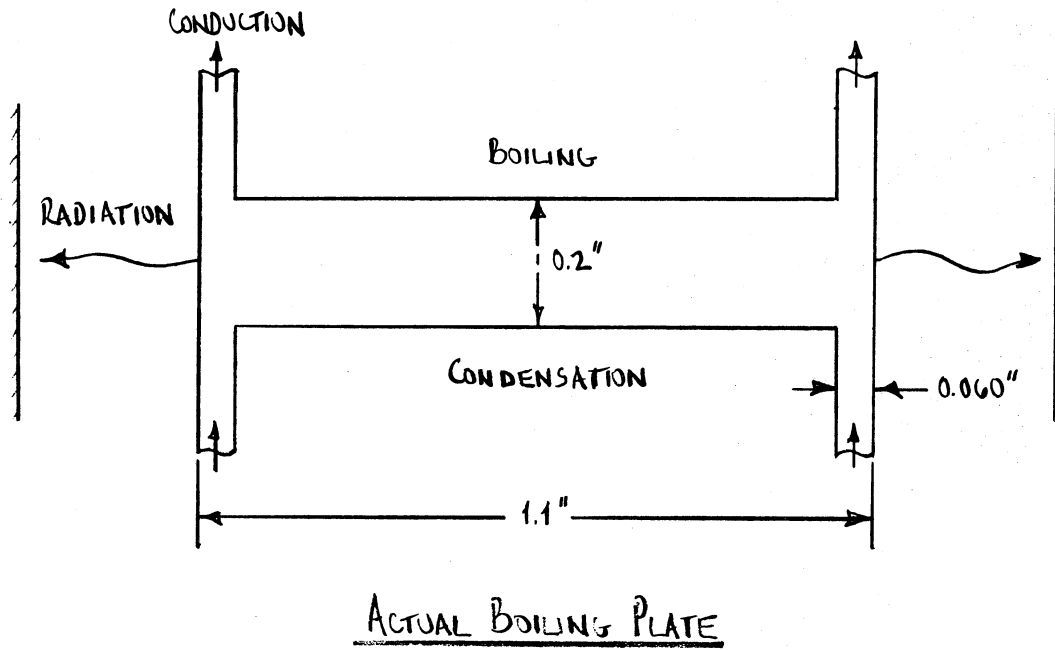 CONDUCTION
BOILING
RADIATION
0.2"
CONDENSATION
0.060"
1.1"
ACTUAL BOILING PLATE